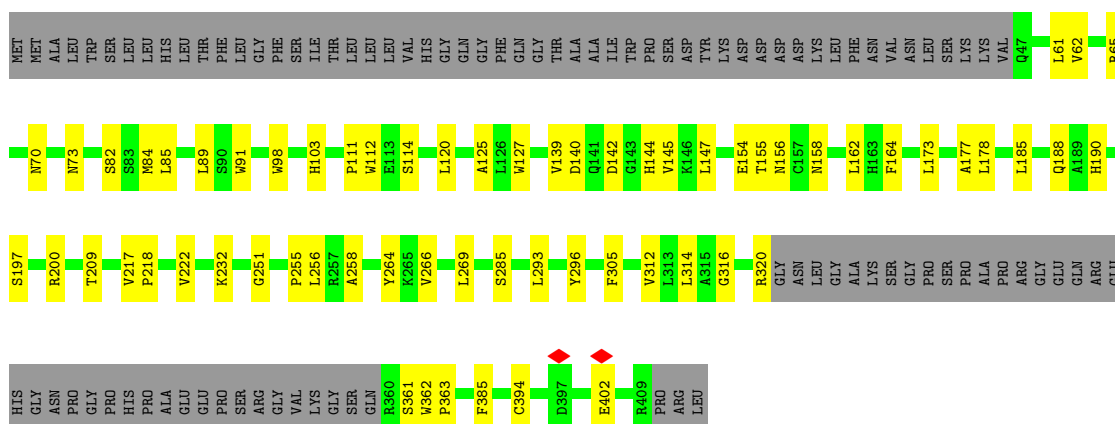 MET MET ALA LEU TRP SER LEU LEU HIS LEU THR PHE LEU GLY PHE SER ILE THR LEU LEU LEU VAL HIS GLY GLN GLY PHE GLN GLY THR ALA ALA ILE TRP PRO SER ASP TYR LYS ASP ASP ASP ASP LYS LEU PHE ASN VAL ASN LEU SER LYS LYS VAL Q47 L61 V62 R65
N70 N73 S82 S83 M84 L85 L89 S90 W91 W98 H103 P111 W112 E113 S114 L120 A125 L126 W127 V139 D140 Q141 D142 G143 H144 V145 K146 L147 E154 T155 N156 C157 N158 L162 H163 F164 L173 A177 L178 L185 Q188 A189 H190
S197 R200 T209 V217 P218 V222 K232 G251 P255 L256 R257 A258 Y264 K265 V266 L269 S285 L293 Y296 F305 V312 L313 L314 A315 G316 R320 GLY ASN LEU GLY ALA LYS SER GLY PRO SER PRO ALA PRO ARG GLY GLU GLN ARG GLU
HIS GLY ASN PRO GLY PRO HIS PRO ALA GLU GLU PRO SER ARG GLY VAL LYS GLY SER GLN R360 S361 W362 P363 F385 C394 D397 E402 R409 PRO ARG LEU